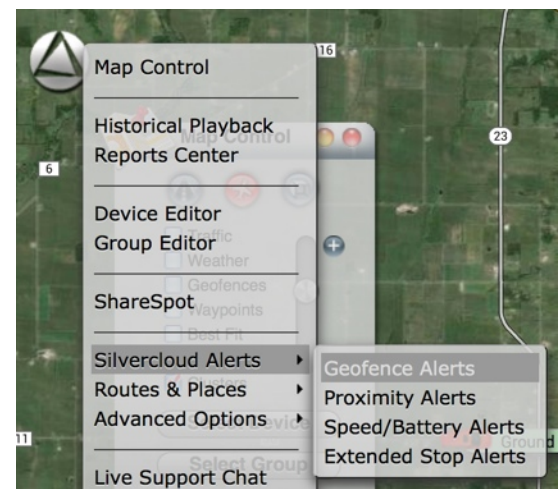 Map Control
16
Historical Playback
Map Control
Reports Center
23
6
Device Editor
Traffic
Group Editor
Weather
Geofences
ShareSpot
Waypoints
Best Fit
Silvercloud Alerts
Geofence Alerts
Clusters
Routes & Places
Proximity Alerts
Advanced Options
Speed/Battery Alerts
11
Ground
Select Group
Extended Stop Alerts
Live Support Chat